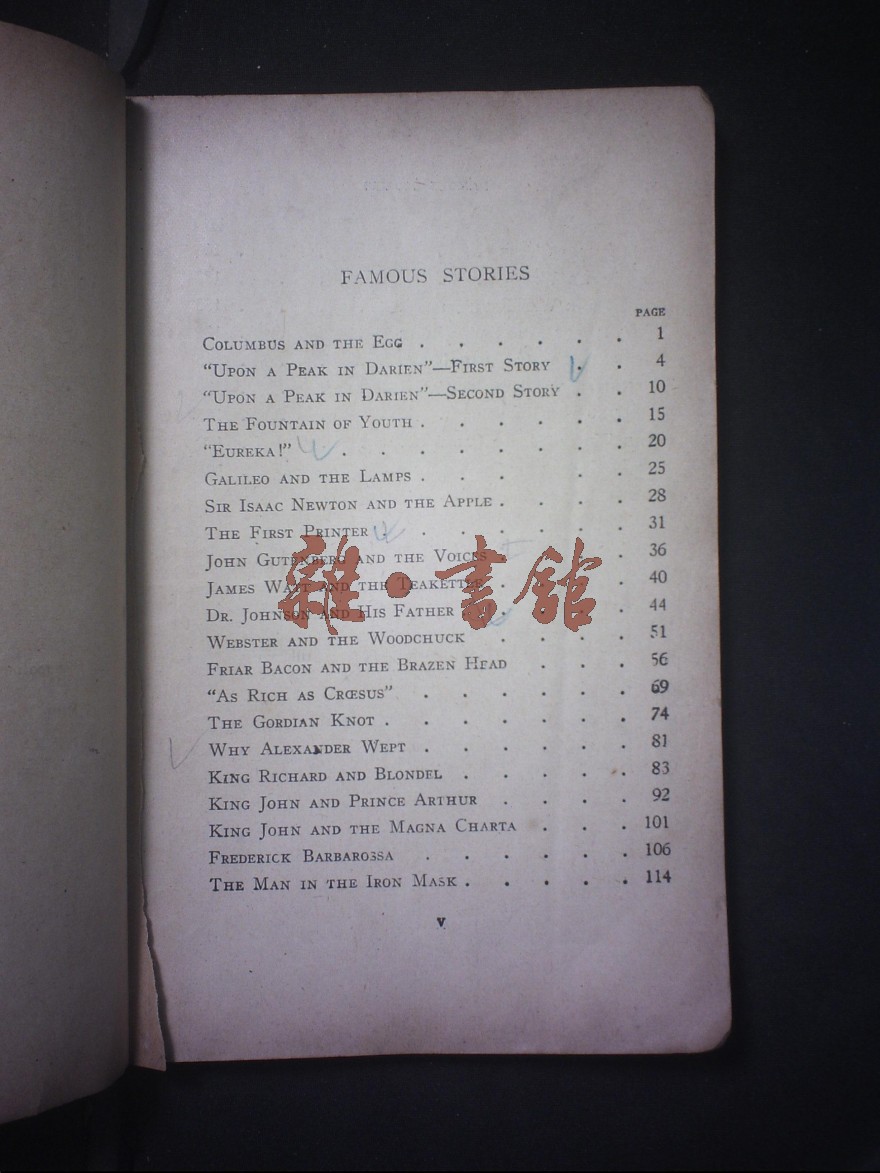 FAMOUS STORIES
PAGE
COLUMBUS AND THE EGG . . . . . . 1
"UPON A PEAK IN DARIEN"—FIRST STORY . . 4
"UPON A PEAK IN DARIEN"—SECOND STORY . . 10
THE FOUNTAIN OF YOUTH . . . . . . 15
"EUREKA!" . . . . . . . 20
GALILEO AND THE LAMPS . . . . . 25
SIR ISAAC NEWTON AND THE APPLE . . . . 28
THE FIRST PRINTER . . . . . . . 31
JOHN GUTENBERG AND THE VOICES . . . 36
JAMES WATT AND THE TEAKETTLE . . . . 40
DR. JOHNSON AND HIS FATHER . . . 44
WEBSTER AND THE WOODCHUCK . . . . 51
FRIAR BACON AND THE BRAZEN HEAD . . . 56
"AS RICH AS CRŒSUS" . . . . . . 69
THE GORDIAN KNOT . . . . . . . 74
WHY ALEXANDER WEPT . . . . . . 81
KING RICHARD AND BLONDEL . . . . . 83
KING JOHN AND PRINCE ARTHUR . . . . 92
KING JOHN AND THE MAGNA CHARTA . . . 101
FREDERICK BARBAROSSA . . . . . . 106
THE MAN IN THE IRON MASK . . . . . 114
v
雜·書館